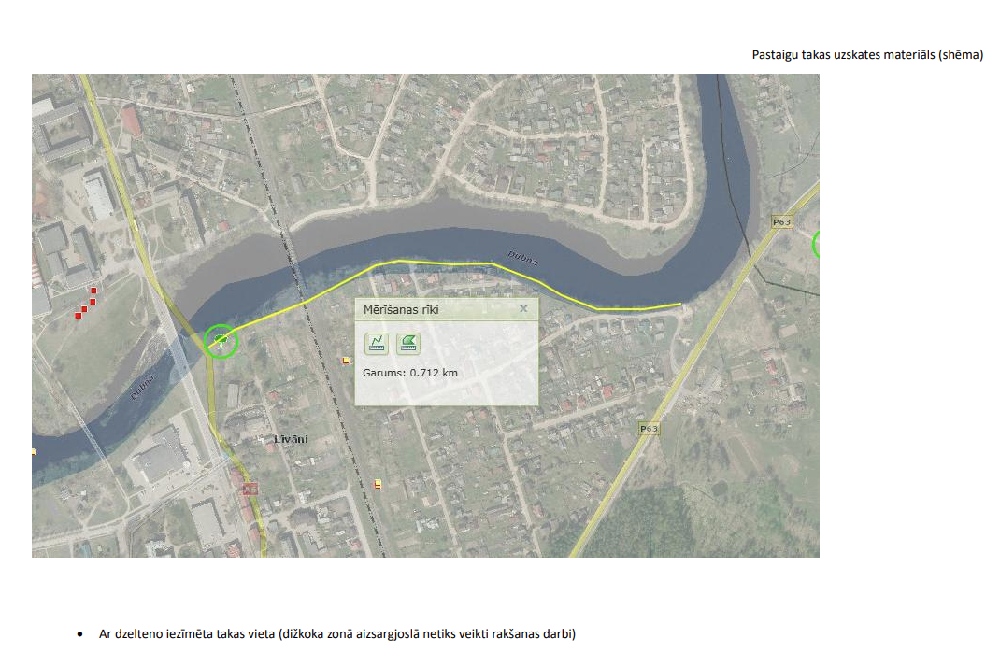 Pastaigu takas uzskates materiāls (shēma)
P63
Dubna
Mērīšanas rīki x
Garums: 0.712 km
Dubna
P63
Līvāni
• Ar dzelteno iezīmēta takas vieta (dižkoka zonā aizsargjoslā netiks veikti rakšanas darbi)